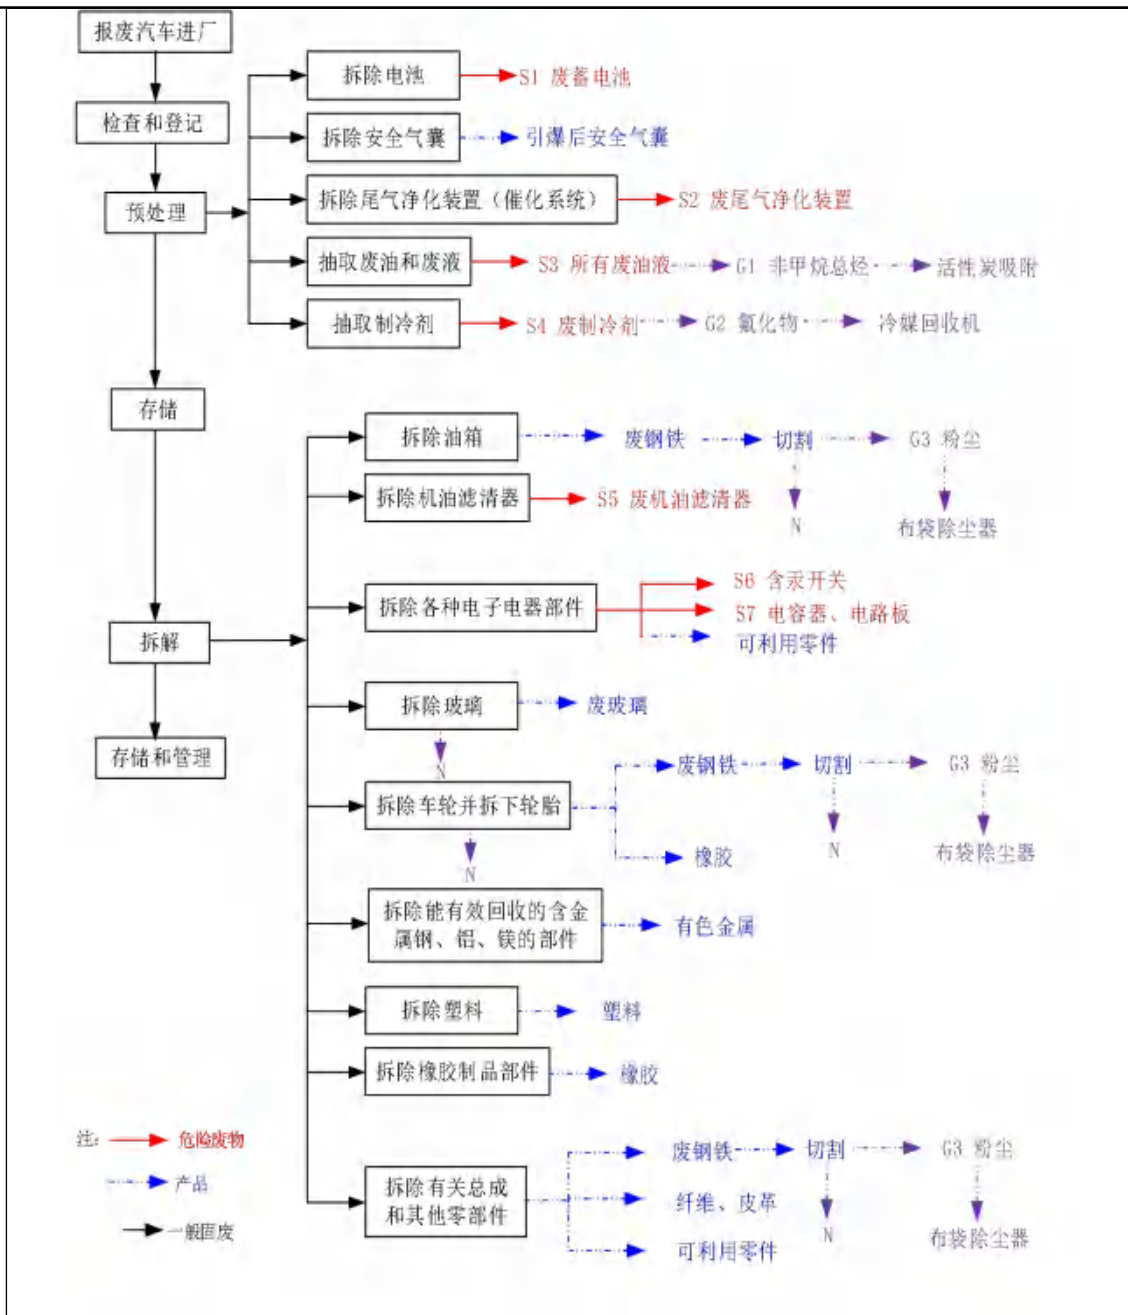 报废汽车进厂
检查和登记
预处理
拆除电池
S1 废蓄电池
拆除安全气囊
引爆后安全气囊
拆除尾气净化装置（催化系统）
S2 废尾气净化装置
抽取废油和废液
S3 所有废油液
G1 非甲烷总烃
活性炭吸附
抽取制冷剂
S4 废制冷剂
G2 氟化物
冷媒回收机
存储
拆除油箱
废钢铁
切割
G3 粉尘
拆除机油滤清器
S5 废机油滤清器
N
布袋除尘器
拆除各种电子电器部件
S6 含汞开关
S7 电容器、电路板
可利用零件
拆解
拆除玻璃
废玻璃
N
存储和管理
拆除车轮并拆下轮胎
废钢铁
切割
G3 粉尘
橡胶
N
布袋除尘器
N
拆除能有效回收的含金
属钢、铝、镁的部件
有色金属
拆除塑料
塑料
拆除橡胶制品部件
橡胶
拆除有关总成
和其他零部件
废钢铁
切割
G3 粉尘
纤维、皮革
可利用零件
N
布袋除尘器
注：
危险废物
产品
一般固废